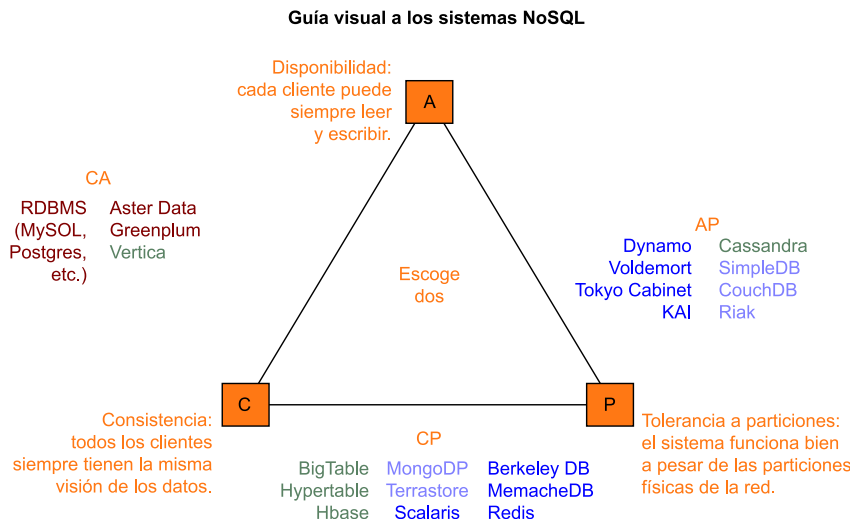 Guía visual a los sistemas NoSQL
Disponibilidad:
cada cliente puede
siempre leer
y escribir.
A
CA
RDBMS
(MySOL,
Postgres,
etc.)
Aster Data
Greenplum
Vertica
AP
Dynamo
Voldemort
Tokyo Cabinet
KAI
Cassandra
SimpleDB
CouchDB
Riak
Escoge
dos
C
P
Consistencia:
todos los clientes
siempre tienen la misma
visión de los datos.
CP
BigTable
Hypertable
Hbase
MongoDP
Terrastore
Scalaris
Berkeley DB
MemacheDB
Redis
Tolerancia a particiones:
el sistema funciona bien
a pesar de las particiones
físicas de la red.